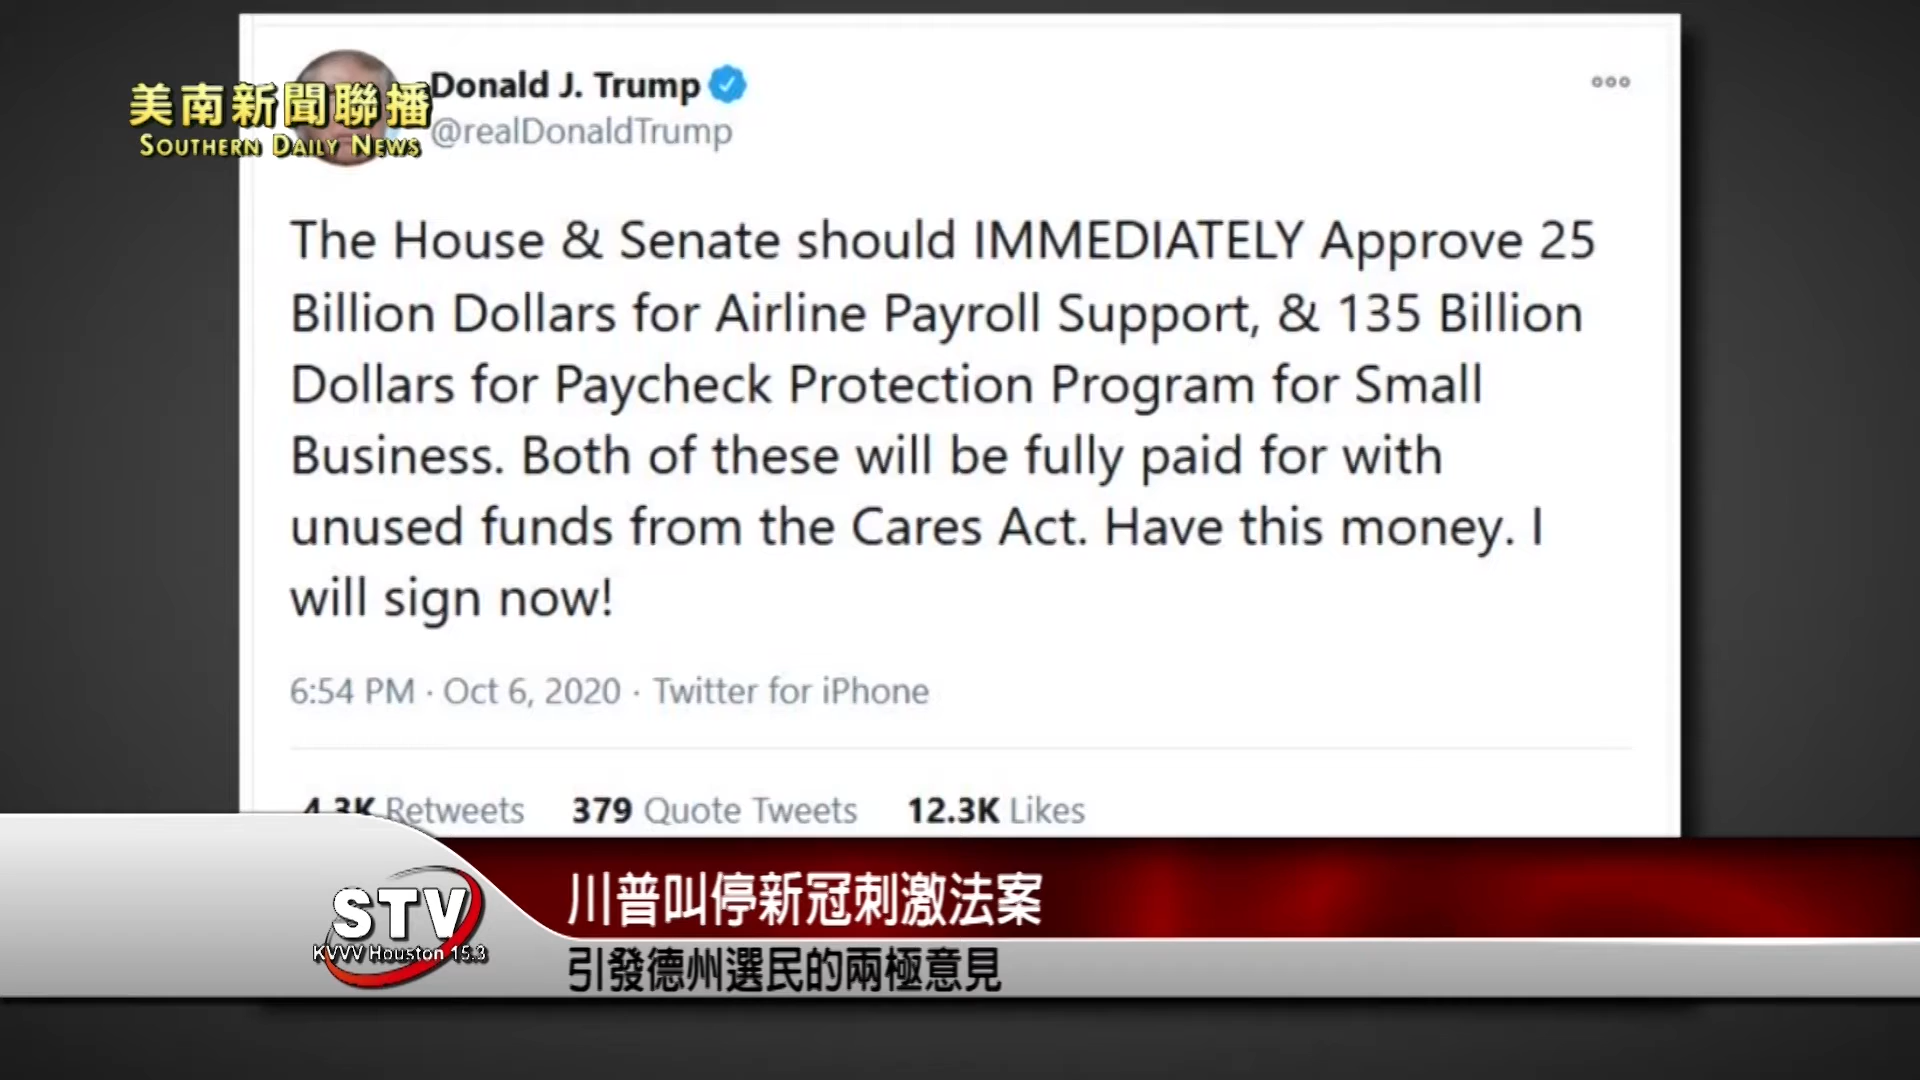 美南新聞聯播
SOUTHERN DAILY NEWS
Donald J. Trump
@realDonaldTrump
The House & Senate should IMMEDIATELY Approve 25
Billion Dollars for Airline Payroll Support, & 135 Billion
Dollars for Paycheck Protection Program for Small
Business. Both of these will be fully paid for with
unused funds from the Cares Act. Have this money. I
will sign now!
6:54 PM · Oct 6, 2020 · Twitter for iPhone
4.3K Retweets 379 Quote Tweets 12.3K Likes
川普叫停新冠刺激法案
STV
KVVV Houston 15.3
引發德州選民的兩極意見